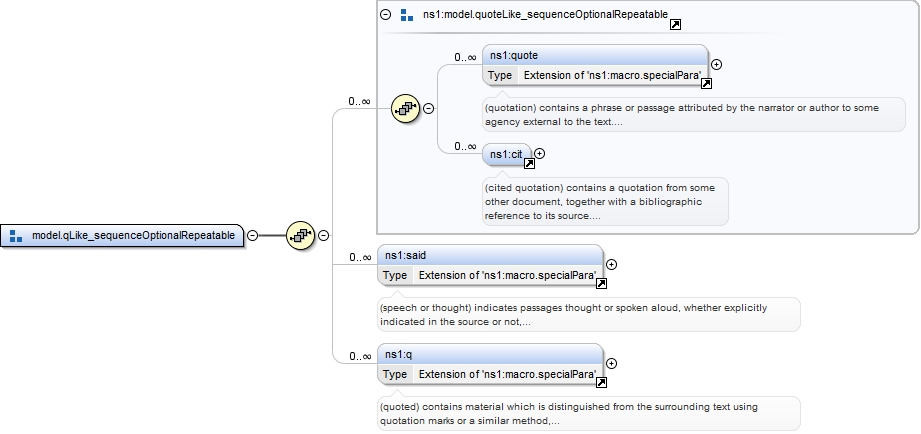 ns1:model.quoteLike_sequenceOptionalRepeatable
0..∞
ns1:quote
Type Extension of 'ns1:macro.specialPara'
(quotation) contains a phrase or passage attributed by the narrator or author to some
agency external to the text....
0..∞
0..∞
ns1:cit
(cited quotation) contains a quotation from some
other document, together with a bibliographic
reference to its source....
model.qLike_sequenceOptionalRepeatable
0..∞
ns1:said
Type Extension of 'ns1:macro.specialPara'
(speech or thought) indicates passages thought or spoken aloud, whether explicitly
indicated in the source or not,...
0..∞
ns1:q
Type Extension of 'ns1:macro.specialPara'
(quoted) contains material which is distinguished from the surrounding text using
quotation marks or a similar method,...